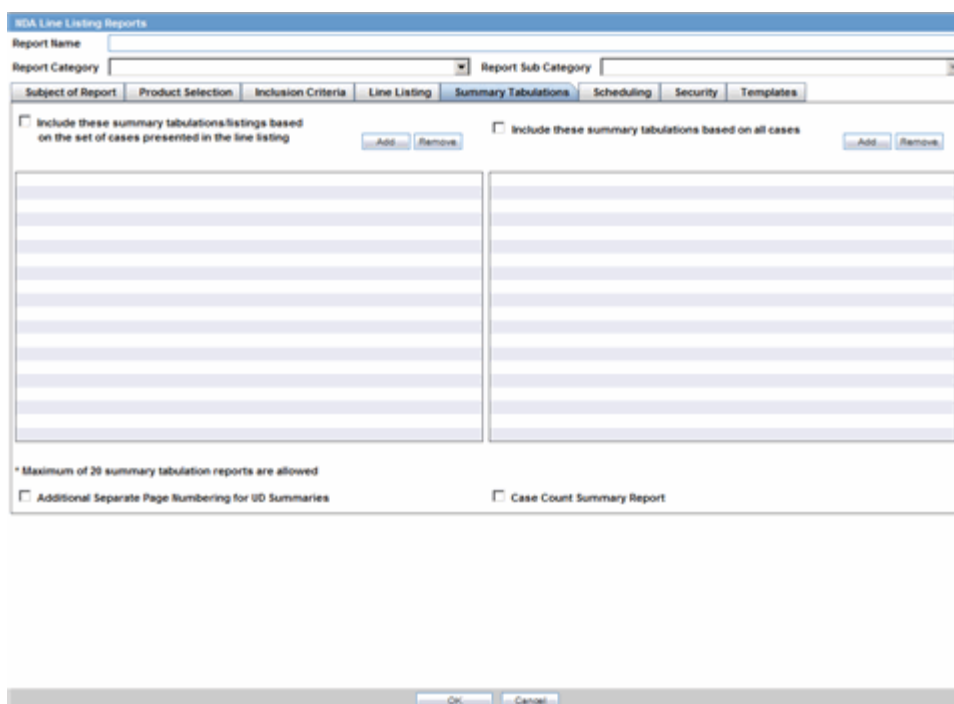 NDA Line Listing Reports
Report Name
Report Category
Report Sub Category
Subject of Report
Product Selection
Inclusion Criteria
Line Listing
Summary Tabulations
Scheduling
Security
Templates
Include these summary tabulations/listings based
on the set of cases presented in the line listing
Add
Remove
Include these summary tabulations based on all cases
Add
Remove
* Maximum of 20 summary tabulation reports are allowed
Additional Separate Page Numbering for UD Summaries
Case Count Summary Report
OK
Cancel